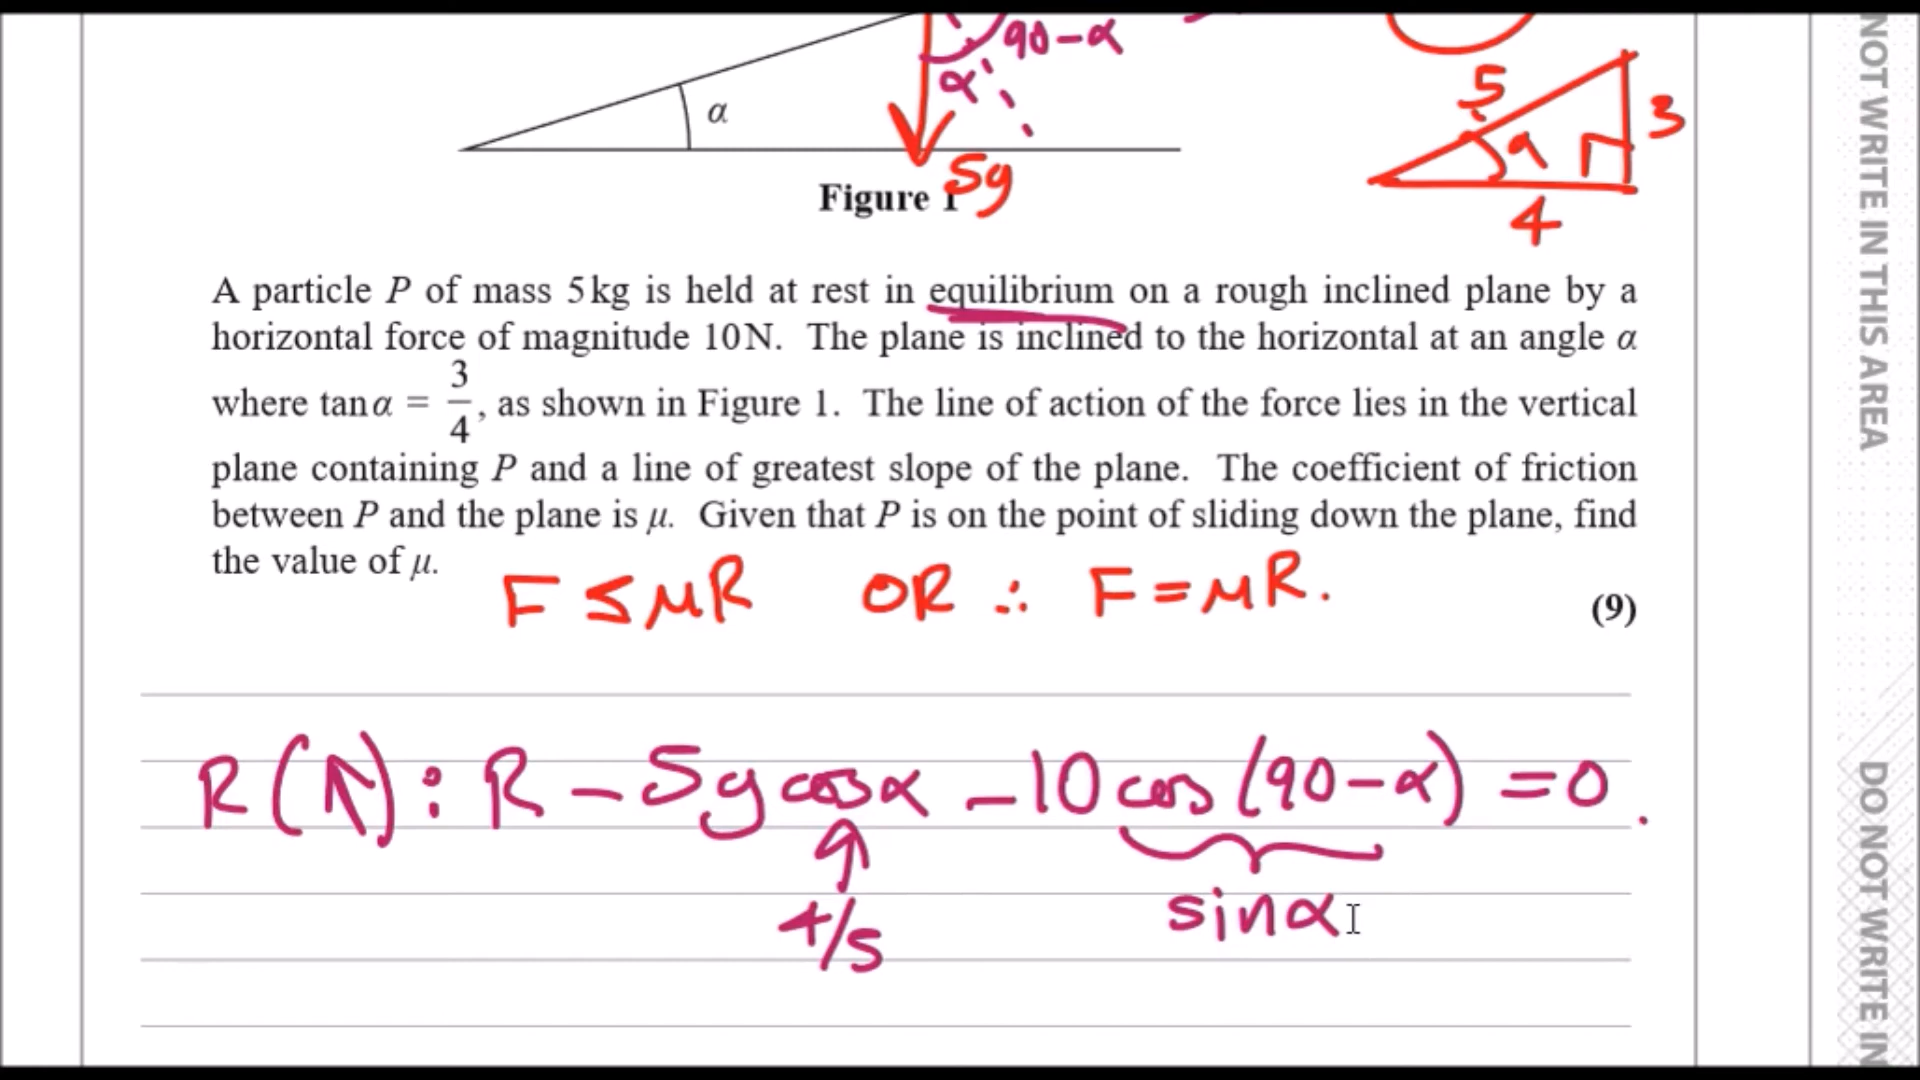 90-α
α
α
5g
Figure 1
5
3
α
4
A particle P of mass 5 kg is held at rest in equilibrium on a rough inclined plane by a
horizontal force of magnitude 10 N. The plane is inclined to the horizontal at an angle α
where tan α = 3/4, as shown in Figure 1. The line of action of the force lies in the vertical
plane containing P and a line of greatest slope of the plane. The coefficient of friction
between P and the plane is μ. Given that P is on the point of sliding down the plane, find
the value of μ.
F ≤ μR OR ∴ F = μR.
(9)
R(↑): R - 5g cosα - 10 cos(90-α) = 0.
4/5
sinα
NOT WRITE IN THIS AREA
DO NOT WRITE IN